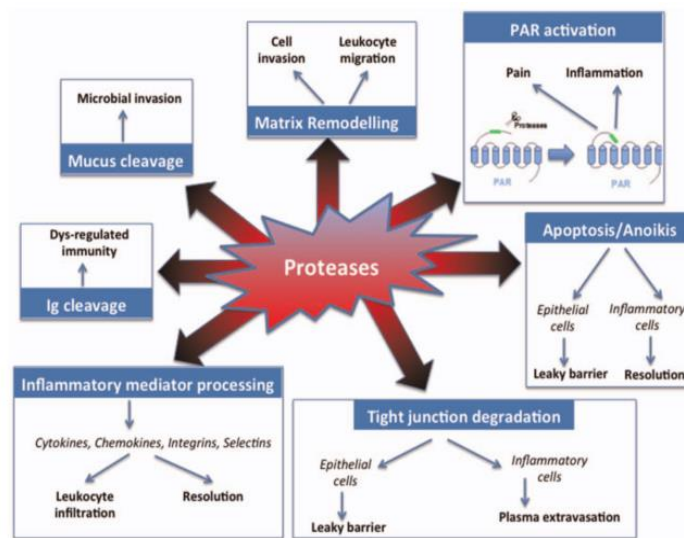 PAR activation
Pain
Inflammation
Proteases
PAR
PAR
Cell
invasion
Leukocyte
migration
Matrix Remodelling
Microbial invasion
Mucus cleavage
Dys-regulated
immunity
Ig cleavage
Proteases
Apoptosis/Anoikis
Epithelial
cells
Inflammatory
cells
Leaky barrier
Resolution
Inflammatory mediator processing
Cytokines, Chemokines, Integrins, Selectins
Leukocyte
infiltration
Resolution
Tight junction degradation
Epithelial
cells
Inflammatory
cells
Leaky barrier
Plasma extravasation